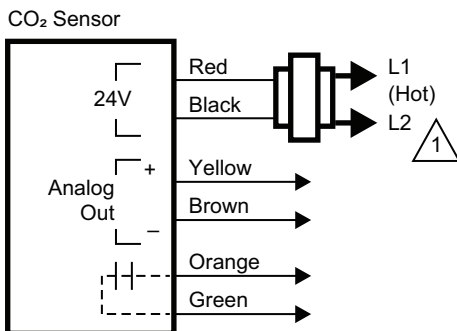 CO₂ Sensor
Red
L1
(Hot)
24V
Black
L2
1
+
Yellow
Analog
Out
Brown
–
Orange
Green